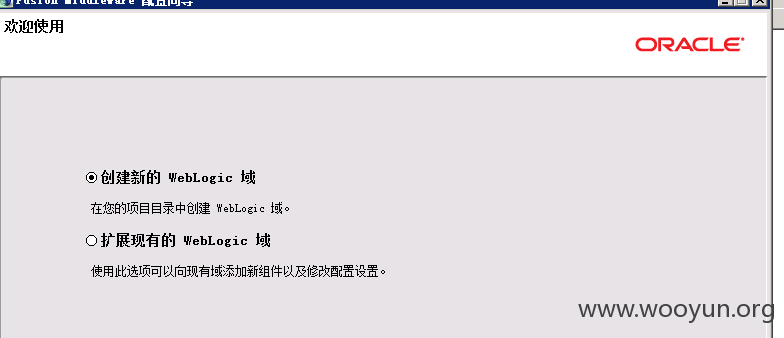 Fusion Middleware 配置向导
欢迎使用
ORACLE
创建新的 WebLogic 域
在您的项目目录中创建 WebLogic 域。
扩展现有的 WebLogic 域
使用此选项可以向现有域添加新组件以及修改配置设置。
www.wooyun.org